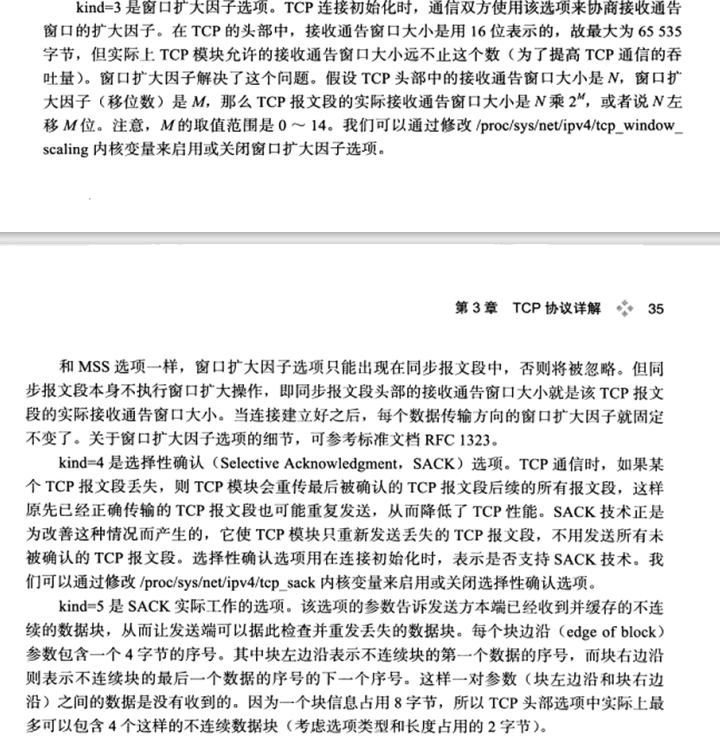 kind=3 是窗口扩大因子选项。TCP 连接初始化时，通信双方使用该选项来协商接收通告
窗口的扩大因子。在 TCP 的头部中，接收通告窗口大小是用 16 位表示的，故最大为 65 535
字节，但实际上 TCP 模块允许的接收通告窗口大小远不止这个数（为了提高 TCP 通信的吞
吐量）。窗口扩大因子解决了这个问题。假设 TCP 头部中的接收通告窗口大小是 N，窗口扩
大因子（移位数）是 M，那么 TCP 报文段的实际接收通告窗口大小是 N 乘 2^M，或者说 N 左
移 M 位。注意，M 的取值范围是 0 ～ 14。我们可以通过修改 /proc/sys/net/ipv4/tcp_window_
scaling 内核变量来启用或关闭窗口扩大因子选项。
第 3 章 TCP 协议详解 35
和 MSS 选项一样，窗口扩大因子选项只能出现在同步报文段中，否则将被忽略。但同
步报文段本身不执行窗口扩大操作，即同步报文段头部的接收通告窗口大小就是该 TCP 报文
段的实际接收通告窗口大小。当连接建立好之后，每个数据传输方向的窗口扩大因子就固定
不变了。关于窗口扩大因子选项的细节，可参考标准文档 RFC 1323。
kind=4 是选择性确认（Selective Acknowledgment，SACK）选项。TCP 通信时，如果某
个 TCP 报文段丢失，则 TCP 模块会重传最后被确认的 TCP 报文段后续的所有报文段，这样
原先已经正确传输的 TCP 报文段也可能重复发送，从而降低了 TCP 性能。SACK 技术正是
为改善这种情况而产生的，它使 TCP 模块只重新发送丢失的 TCP 报文段，不用发送所有未
被确认的 TCP 报文段。选择性确认选项用在连接初始化时，表示是否支持 SACK 技术。我
们可以通过修改 /proc/sys/net/ipv4/tcp_sack 内核变量来启用或关闭选择性确认选项。
kind=5 是 SACK 实际工作的选项。该选项的参数告诉发送方本端已经收到并缓存的不连
续的数据块，从而让发送端可以据此检查并重发丢失的数据块。每个块边沿（edge of block）
参数包含一个 4 字节的序号。其中块左边沿表示不连续块的第一个数据的序号，而块右边沿
则表示不连续块的最后一个数据的序号的下一个序号。这样一对参数（块左边沿和块右边
沿）之间的数据是没有收到的。因为一个块信息占用 8 字节，所以 TCP 头部选项中实际上最
多可以包含 4 个这样的不连续数据块（考虑选项类型和长度占用的 2 字节）。